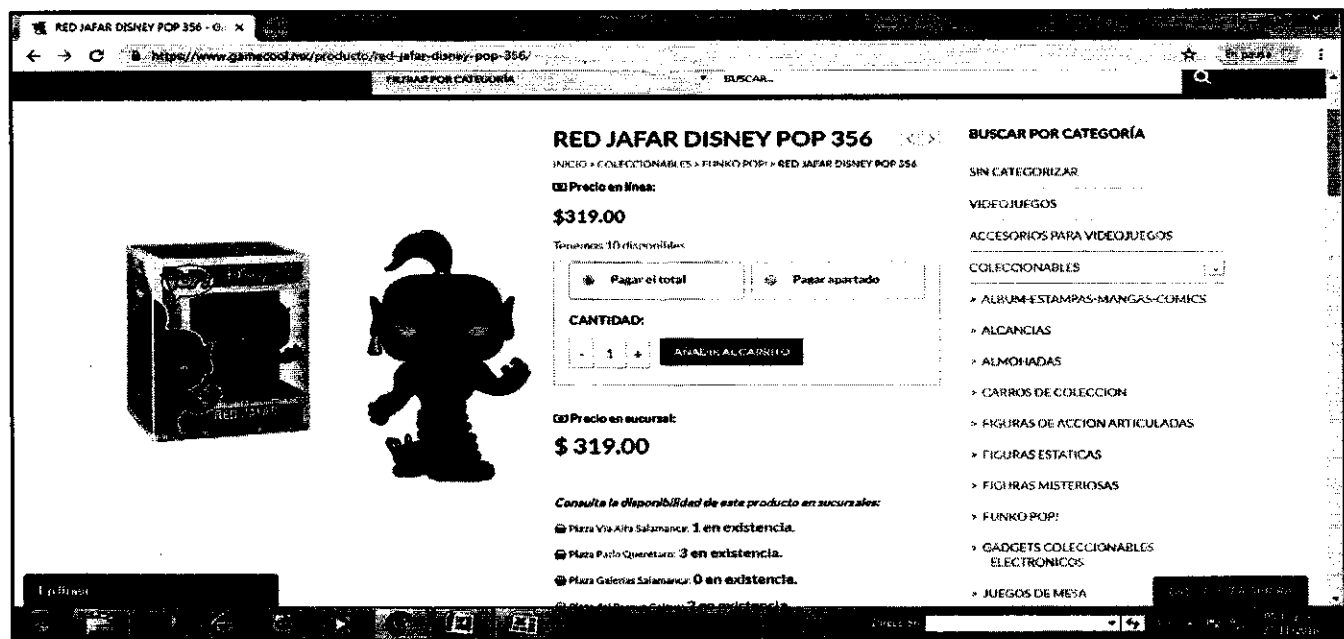 RED JAFAR DISNEY POP 356 - G
https://www.gamecool.mx/producto/red-jafar-disney-pop-356/
FILTRAR POR CATEGORÍA
BUSCAR...
RED JAFAR DISNEY POP 356
INICIO > COLECCIONABLES > FUNKO POP! > RED JAFAR DISNEY POP 356
Precio en línea:
$319.00
Tenemos 10 disponibles
Pagar el total
Pagar apartado
CANTIDAD:
- 1 +
AÑADIR AL CARRITO
Precio en sucursal:
$ 319.00
Consulta la disponibilidad de este producto en sucursales:
Plaza Vía Alta Salamanca: 1 en existencia.
Plaza Patio Querétaro: 3 en existencia.
Plaza Galerías Salamanca: 0 en existencia.
RED JAFAR
BUSCAR POR CATEGORÍA
SIN CATEGORIZAR
VIDEOJUEGOS
ACCESORIOS PARA VIDEOJUEGOS
COLECCIONABLES
> ALBUM-ESTAMPAS-MANGAS-COMICS
> ALCANCIAS
> ALMOHADAS
> CARROS DE COLECCION
> FIGURAS DE ACCION ARTICULADAS
> FIGURAS ESTATICAS
> FIGURAS MISTERIOSAS
> FUNKO POP!
> GADGETS COLECCIONABLES
ELECTRONICOS
> JUEGOS DE MESA
En línea